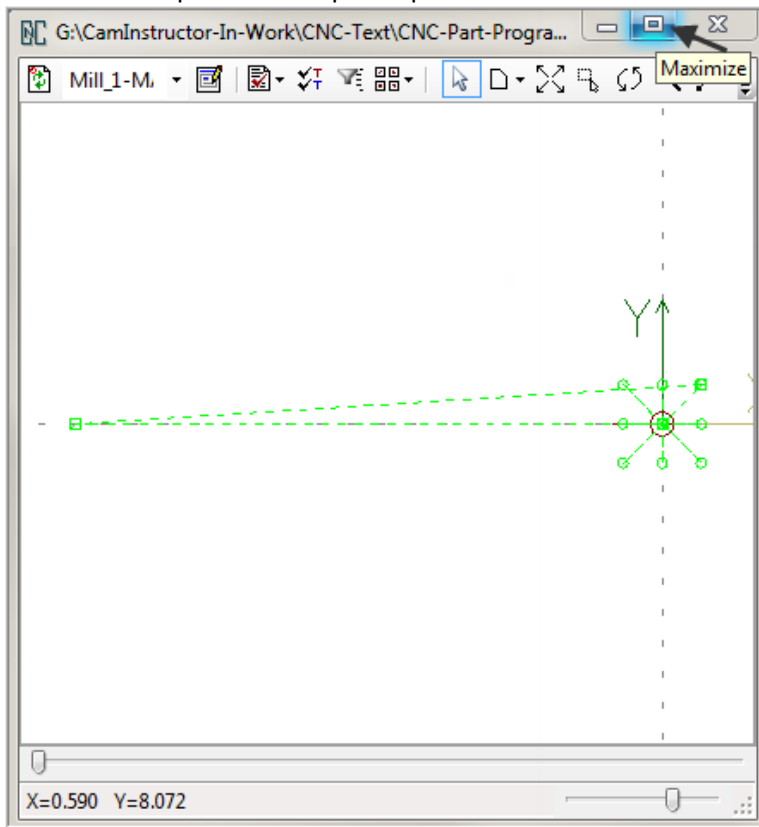 G:\CamInstructor-In-Work\CNC-Text\CNC-Part-Progra...
Maximize
Mill_1-M
Y
X=0.590 Y=8.072